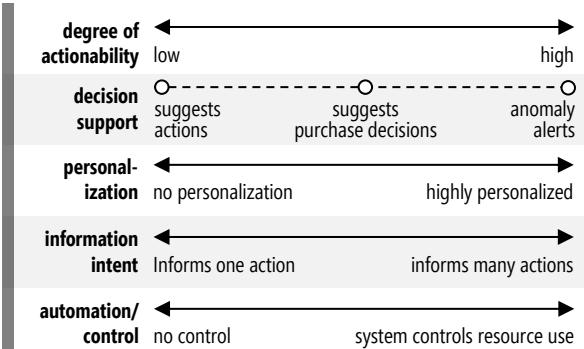 degree of
actionability low high
decision
support suggests suggests anomaly
actions purchase decisions alerts
personal-
ization no personalization highly personalized
information
intent Informs one action informs many actions
automation/
control no control system controls resource use